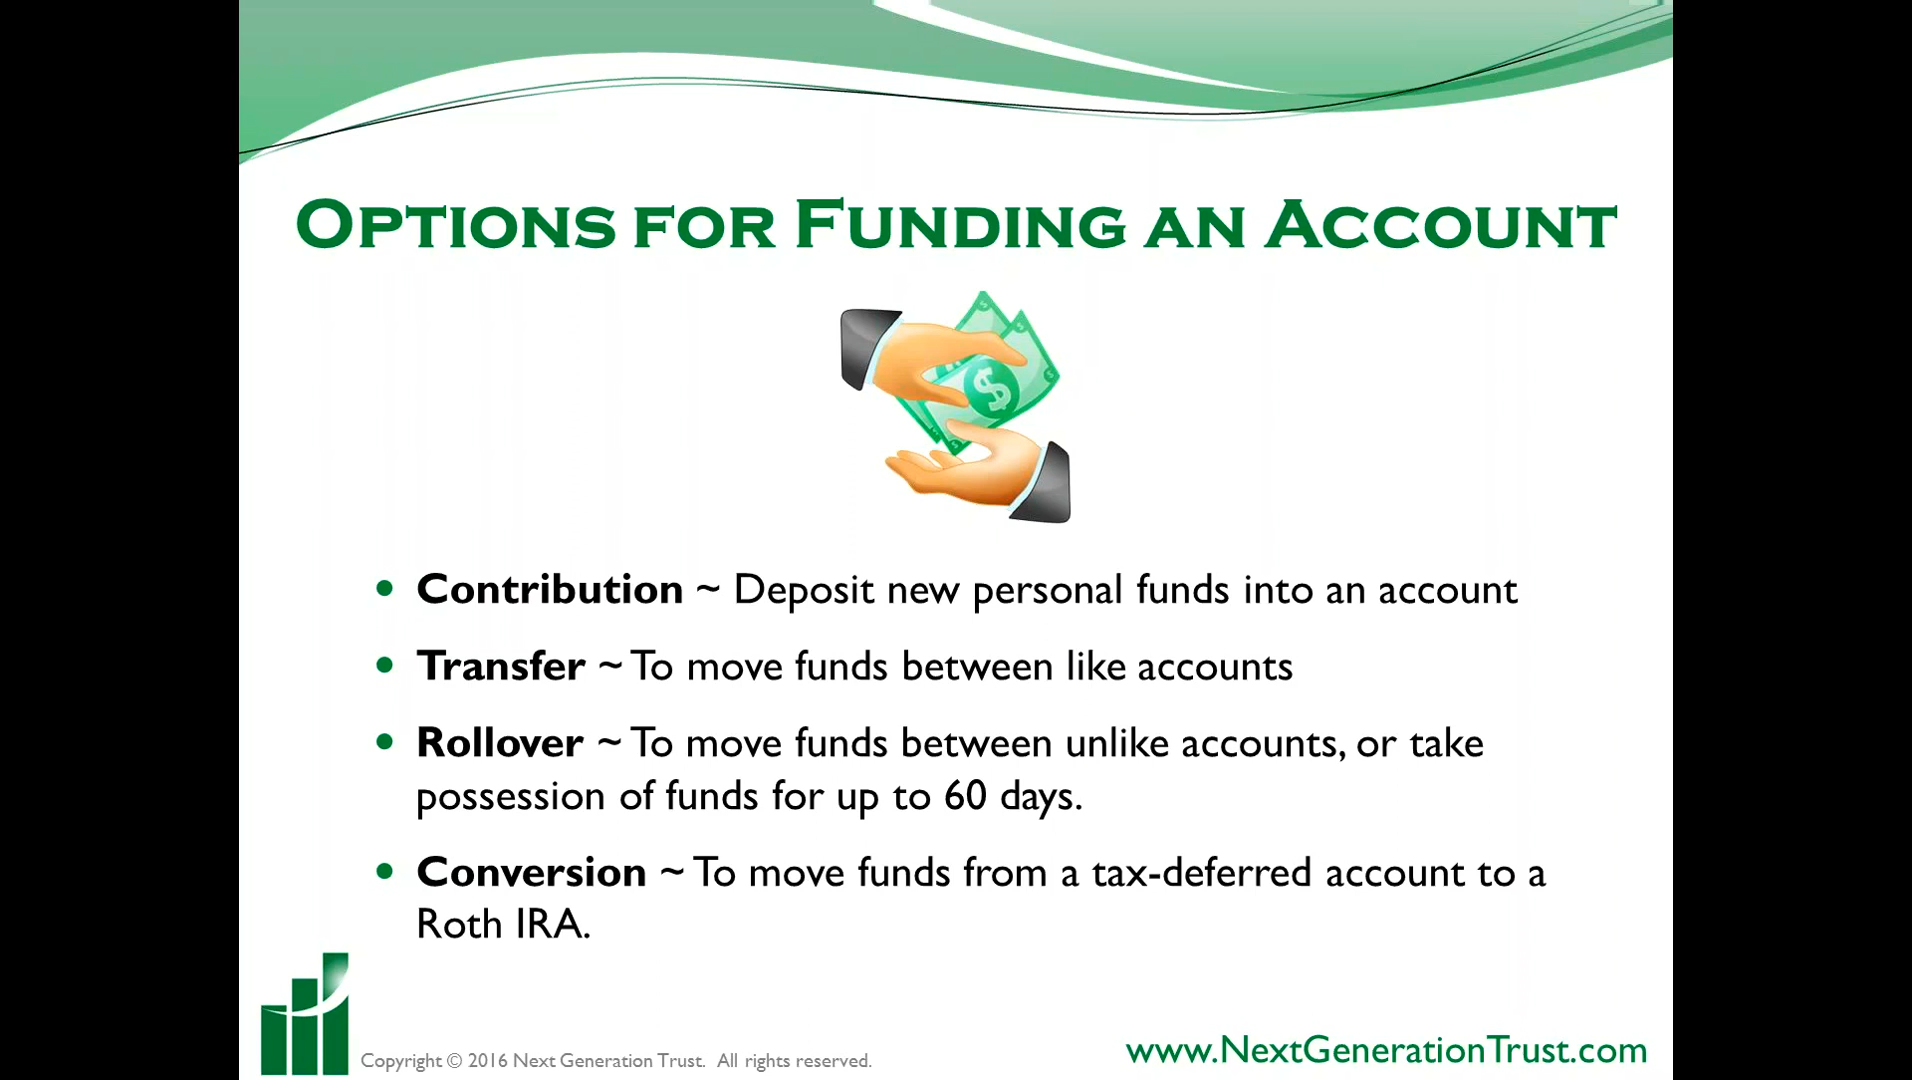 Options for Funding an Account
• Contribution ~ Deposit new personal funds into an account
• Transfer ~ To move funds between like accounts
• Rollover ~ To move funds between unlike accounts, or take
possession of funds for up to 60 days.
• Conversion ~ To move funds from a tax-deferred account to a
Roth IRA.
Copyright © 2016 Next Generation Trust. All rights reserved.
www.NextGenerationTrust.com